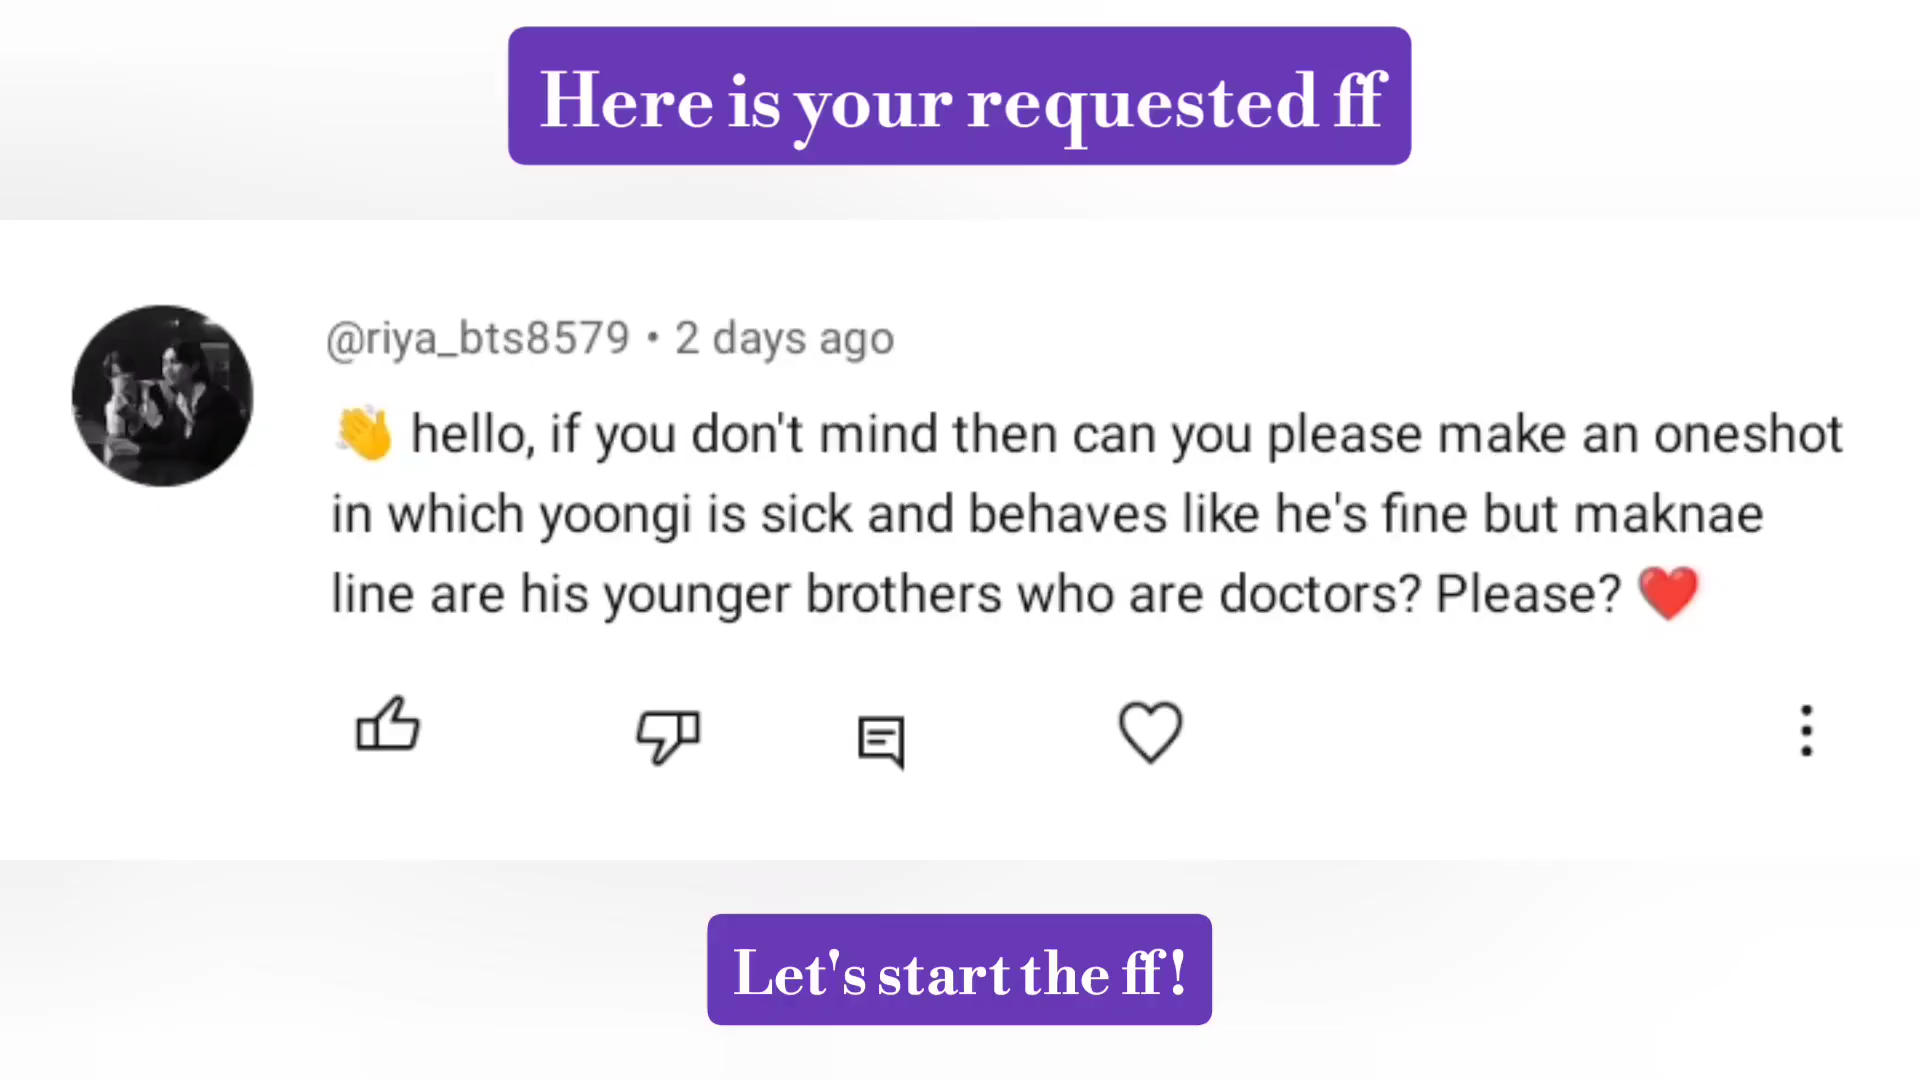 Here is your requested ff
@riya_bts8579 • 2 days ago
👋 hello, if you don't mind then can you please make an oneshot
in which yoongi is sick and behaves like he's fine but maknae
line are his younger brothers who are doctors? Please? ❤️
Let's start the ff!